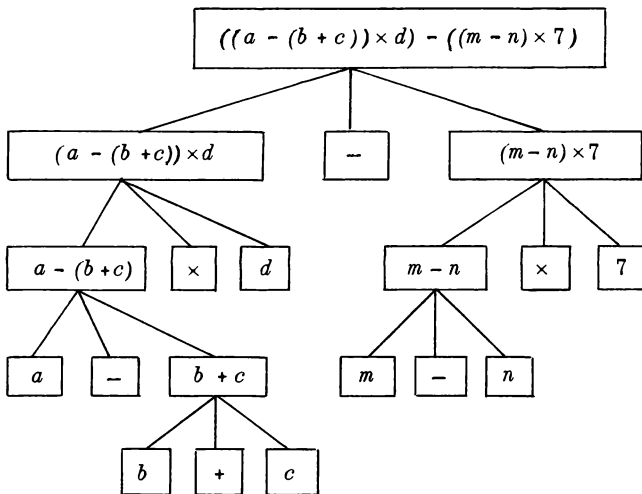 ((a - (b + c)) × d) - ((m - n) × 7)
(a - (b + c)) × d
-
(m - n) × 7
a - (b + c)
×
d
m - n
×
7
a
-
b + c
m
-
n
b
+
c